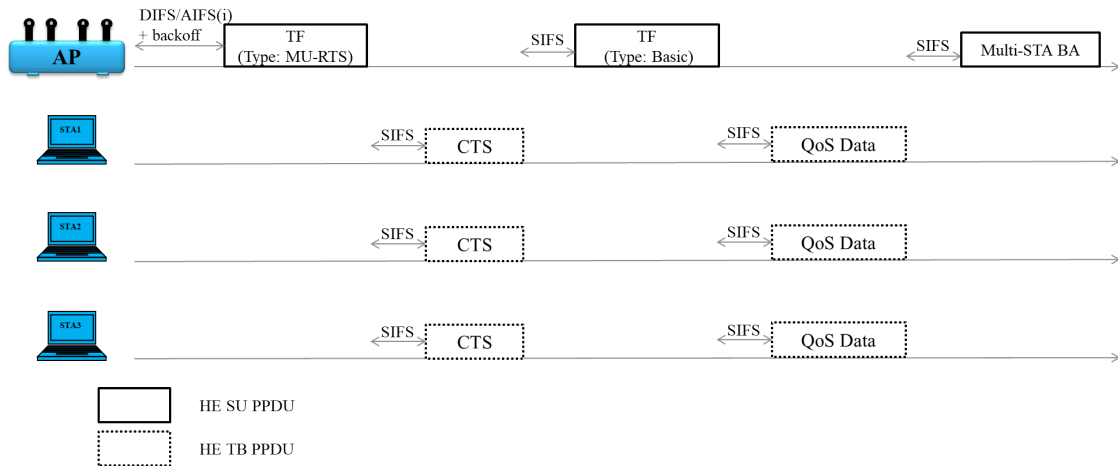 DIFS/AIFS(i)
+ backoff
AP
TF
(Type: MU-RTS)
SIFS
TF
(Type: Basic)
SIFS
Multi-STA BA
STA1
SIFS
CTS
SIFS
QoS Data
STA2
SIFS
CTS
SIFS
QoS Data
STA3
SIFS
CTS
SIFS
QoS Data
HE SU PPDU
HE TB PPDU